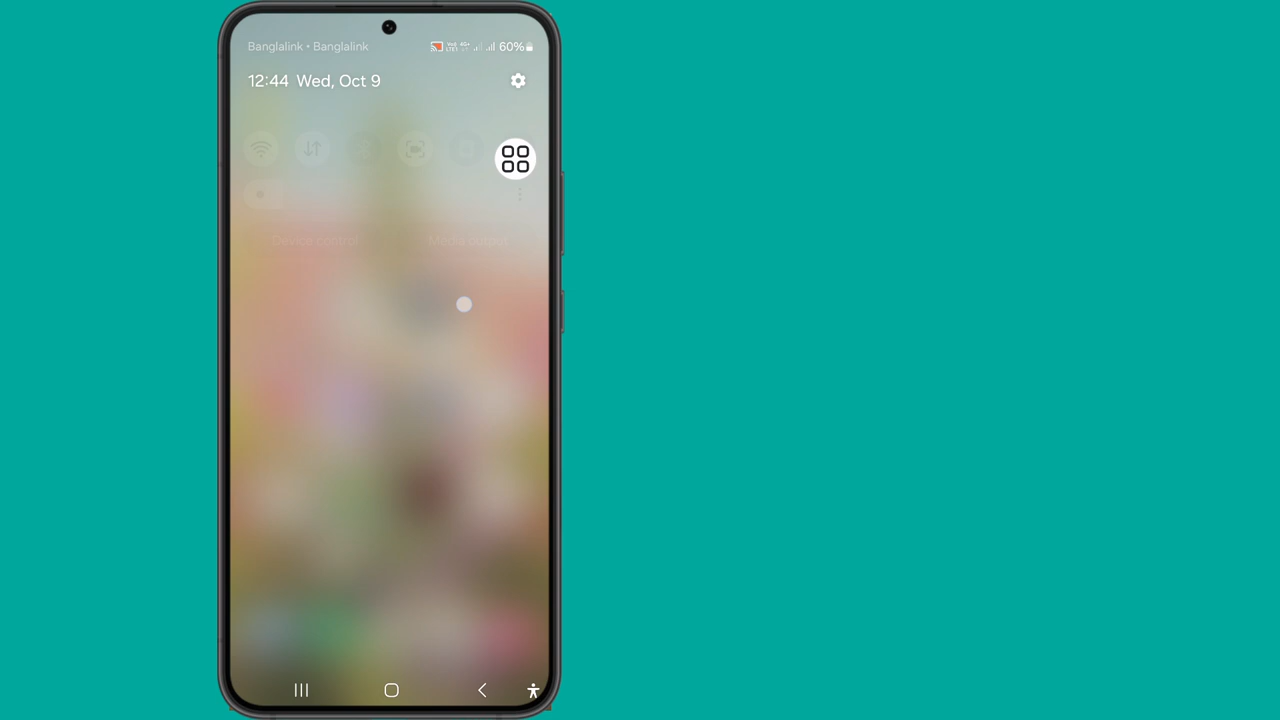 Banglalink • Banglalink
60%
12:44 Wed, Oct 9
Device control
Media output